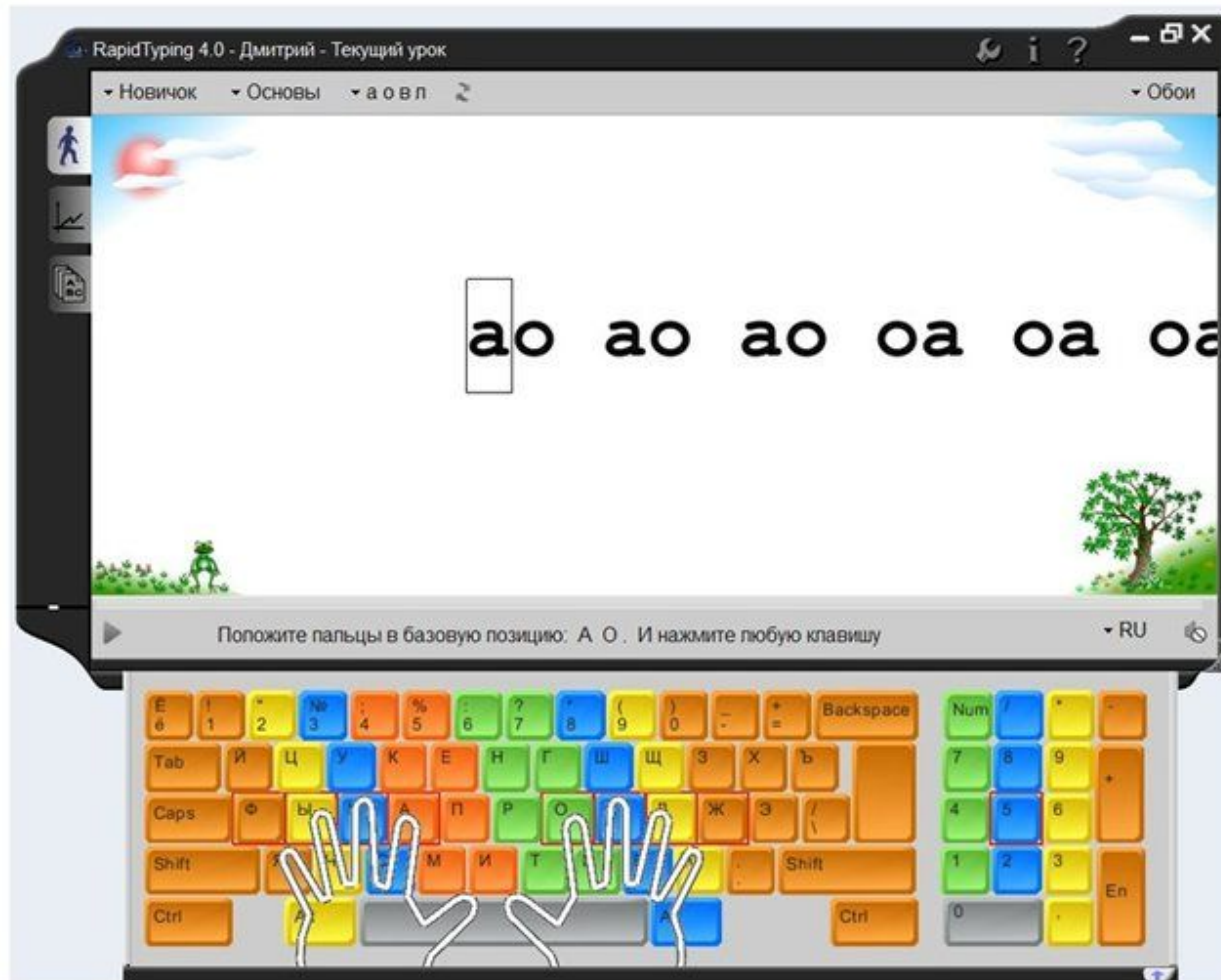 RapidTyping 4.0 - Дмитрий - Текущий урок
Новичок Основы а о в л Обои
ао ао ао оа оа оа
Положите пальцы в базовую позицию: А О . И нажмите любую клавишу RU
Ё ё ! 1 " 2 № 3 ; 4 % 5 : 6 ? 7 * 8 ( 9 ) 0 _ - + = Backspace Num / * -
Tab Й Ц У К Е Н Г Ш Щ З Х Ъ 7 8 9 +
Caps Ф Ы А П Р О Л Ж Э / \ 4 5 6
Shift Я М И Т Shift 1 2 3 En
Ctrl Ctrl 0 .